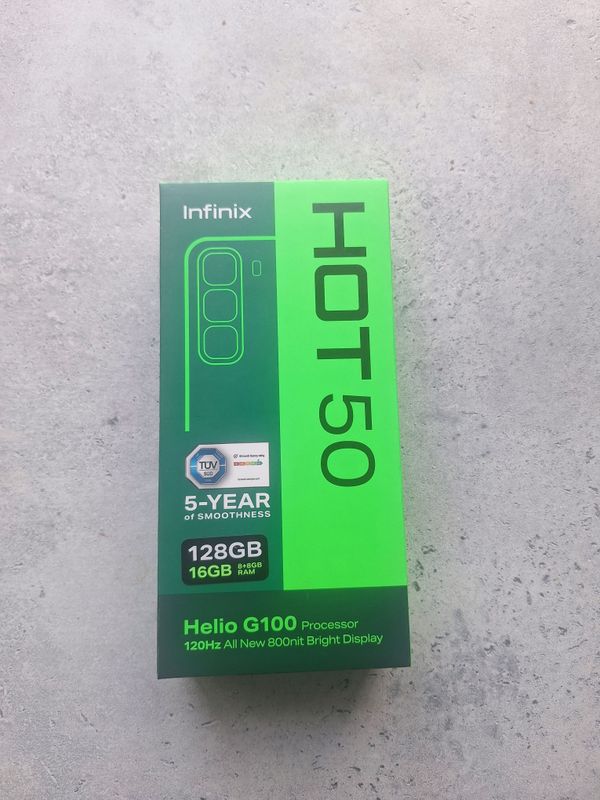 Infinix
HOT 50
TÜV
SÜD
5-YEAR
of SMOOTHNESS
128GB
16GB 8+8GB RAM
Helio G100 Processor
120Hz All New 800nit Bright Display